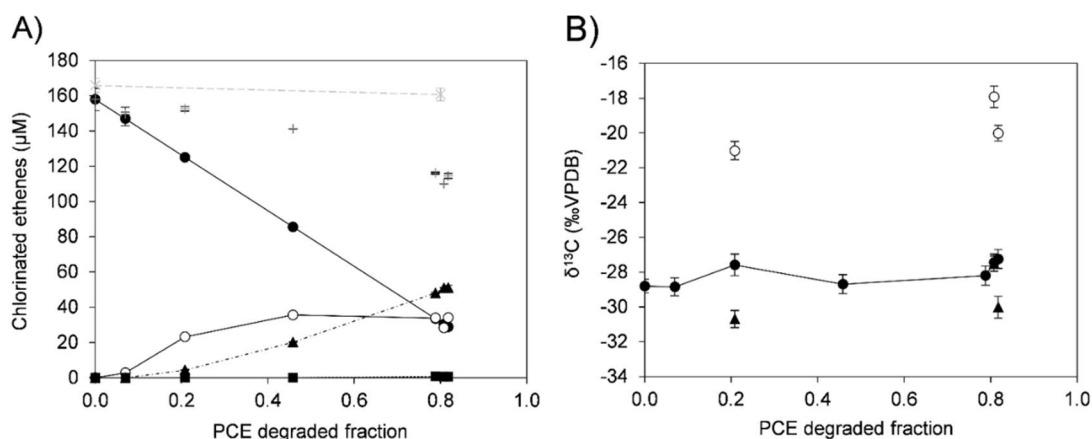 A)
Chlorinated ethenes (µM)
180
160
140
120
100
80
60
40
20
0
0.0 0.2 0.4 0.6 0.8 1.0
PCE degraded fraction
B)
δ¹³C (‰VPDB)
-16
-18
-20
-22
-24
-26
-28
-30
-32
-34
0.0 0.2 0.4 0.6 0.8 1.0
PCE degraded fraction